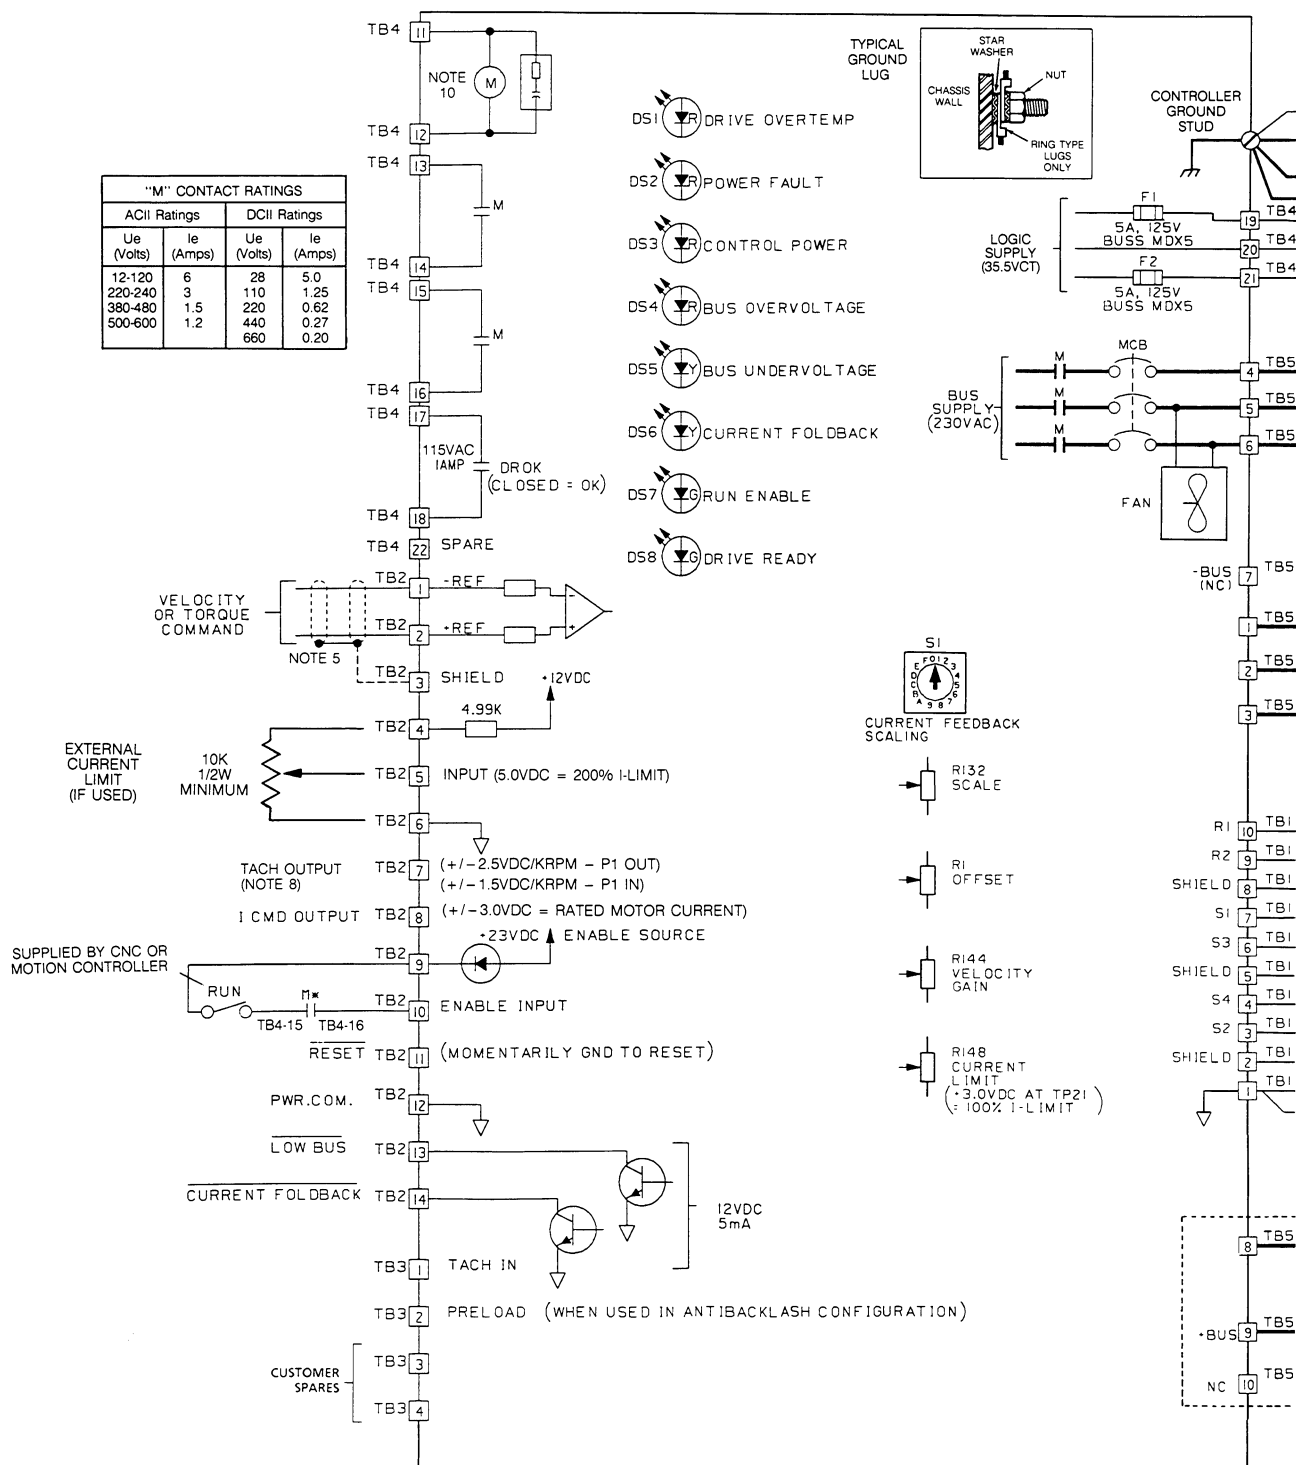 TB4 11
NOTE
10
M
TB4 12
TB4 13
M
TB4 14
TB4 15
M
TB4 16
TB4 17
115VAC
1AMP
DROK
(CLOSED = OK)
TB4 18
TB4 22 SPARE
"M" CONTACT RATINGS
ACII Ratings DCII Ratings
Ue Ie Ue Ie
(Volts) (Amps) (Volts) (Amps)
12-120 6 28 5.0
220-240 3 110 1.25
380-480 1.5 220 0.62
500-600 1.2 440 0.27
660 0.20
DS1 R DRIVE OVERTEMP
DS2 R POWER FAULT
DS3 R CONTROL POWER
DS4 R BUS OVERVOLTAGE
DS5 Y BUS UNDERVOLTAGE
DS6 Y CURRENT FOLDBACK
DS7 G RUN ENABLE
DS8 G DRIVE READY
TYPICAL
GROUND
LUG
STAR
WASHER
NUT
CHASSIS
WALL
RING TYPE
LUGS
ONLY
CONTROLLER
GROUND
STUD
LOGIC
SUPPLY
(35.5VCT)
F1
5A, 125V
BUSS MDX5
19 TB4
20 TB4
F2
5A, 125V
BUSS MDX5
21 TB4
BUS
SUPPLY
(230VAC)
MCB
M 4 TB5
M 5 TB5
M 6 TB5
FAN
-BUS
(NC)
7 TB5
1 TB5
2 TB5
3 TB5
VELOCITY
OR TORQUE
COMMAND
TB2 1 -REF
-
+
TB2 2 +REF
NOTE 5
TB2 3 SHIELD
+12VDC
4.99K
TB2 4
EXTERNAL
CURRENT
LIMIT
(IF USED)
10K
1/2W
MINIMUM
TB2 5 INPUT (5.0VDC = 200% I-LIMIT)
TB2 6
TACH OUTPUT
(NOTE 8)
TB2 7 (+/-2.5VDC/KRPM - P1 OUT)
(+/-1.5VDC/KRPM - P1 IN)
I CMD OUTPUT TB2 8 (+/-3.0VDC = RATED MOTOR CURRENT)
+23VDC ENABLE SOURCE
TB2 9
SUPPLIED BY CNC OR
MOTION CONTROLLER
RUN
M*
TB4-15 TB4-16
TB2 10 ENABLE INPUT
RESET TB2 11 (MOMENTARILY GND TO RESET)
PWR.COM. TB2 12
LOW BUS TB2 13
CURRENT FOLDBACK TB2 14
12VDC
5mA
TB3 1 TACH IN
TB3 2 PRELOAD (WHEN USED IN ANTIBACKLASH CONFIGURATION)
CUSTOMER
SPARES
TB3 3
TB3 4
S1
F 0 1 2 3 4 5 6 7 8 9 A B C D E
CURRENT FEEDBACK
SCALING
R132
SCALE
R1
OFFSET
R144
VELOCITY
GAIN
R148
CURRENT
LIMIT
(+3.0VDC AT TP21
= 100% I-LIMIT)
R1 10 TB1
R2 9 TB1
SHIELD 8 TB1
S1 7 TB1
S3 6 TB1
SHIELD 5 TB1
S4 4 TB1
S2 3 TB1
SHIELD 2 TB1
1 TB1
8 TB5
+BUS 9 TB5
NC 10 TB5